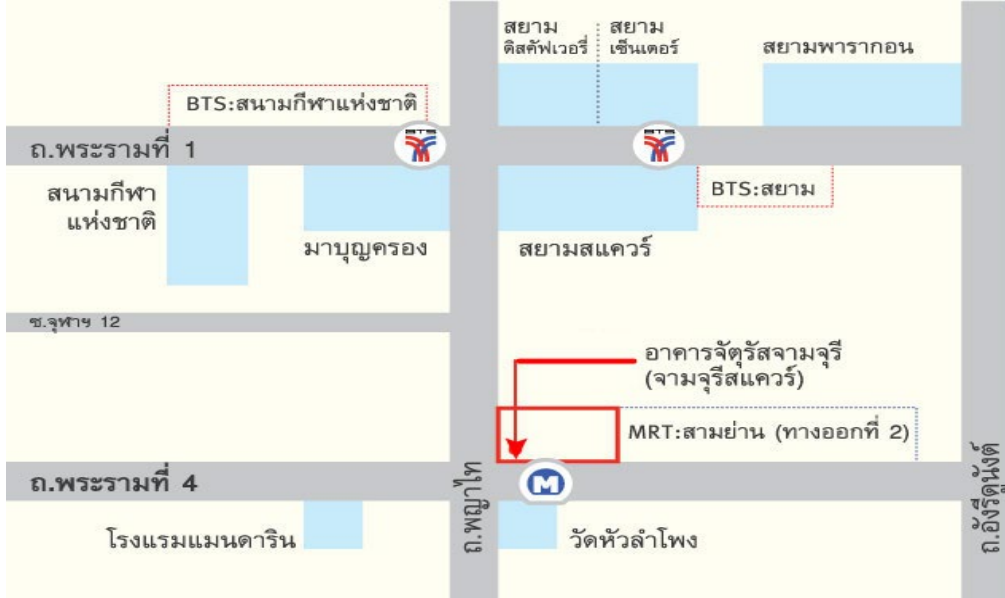 สยาม
ดิสคัฟเวอรี่
สยาม
เซ็นเตอร์
สยามพารากอน
BTS:สนามกีฬาแห่งชาติ
BTS
BTS
ถ.พระรามที่ 1
สนามกีฬา
แห่งชาติ
มาบุญครอง
สยามสแควร์
BTS:สยาม
ซ.จุฬาฯ 12
อาคารจัตุรัสจามจุรี
(จามจุรีสแควร์)
MRT:สามย่าน (ทางออกที่ 2)
ถ.พระรามที่ 4
M
ถ.พญาไท
ถ.อังรีดูนังต์
โรงแรมแมนดาริน
วัดหัวลำโพง